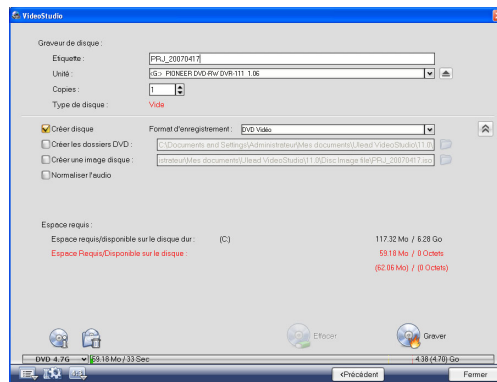 VideoStudio
Graveur de disque :
Etiquette : PRJ_20070417
Unité : <G:> PIONEER DVD-RW DVR-111 1.06
Copies : 1
Type de disque : Vide
Créer disque Format d'enregistrement : DVD Vidéo
Créer les dossiers DVD : C:\Documents and Settings\Administrateur\Mes documents\Ulead VideoStudio\11.0\
Créer une image disque : istrateur\Mes documents\Ulead VideoStudio\11.0\Disc Image file\PRJ_20070417.iso
Normaliser l'audio
Espace requis :
Espace requis/disponible sur le disque dur : (C:) 117.32 Mo / 6.28 Go
Espace Requis/Disponible sur le disque : 59.18 Mo / 0 Octets
(62.06 Mo) / (0 Octets)
Effacer Graver
DVD 4.7G 59.18 Mo / 33 Sec 4.38 (4.70) Go
<Précédent Fermer